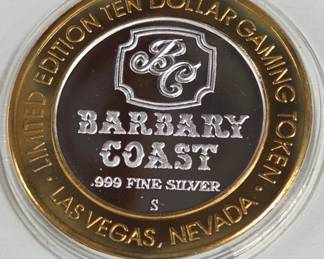 LIMITED EDITION TEN DOLLAR GAMING TOKEN
BC
BARBARY
COAST
.999 FINE SILVER
S
• LAS VEGAS, NEVADA •